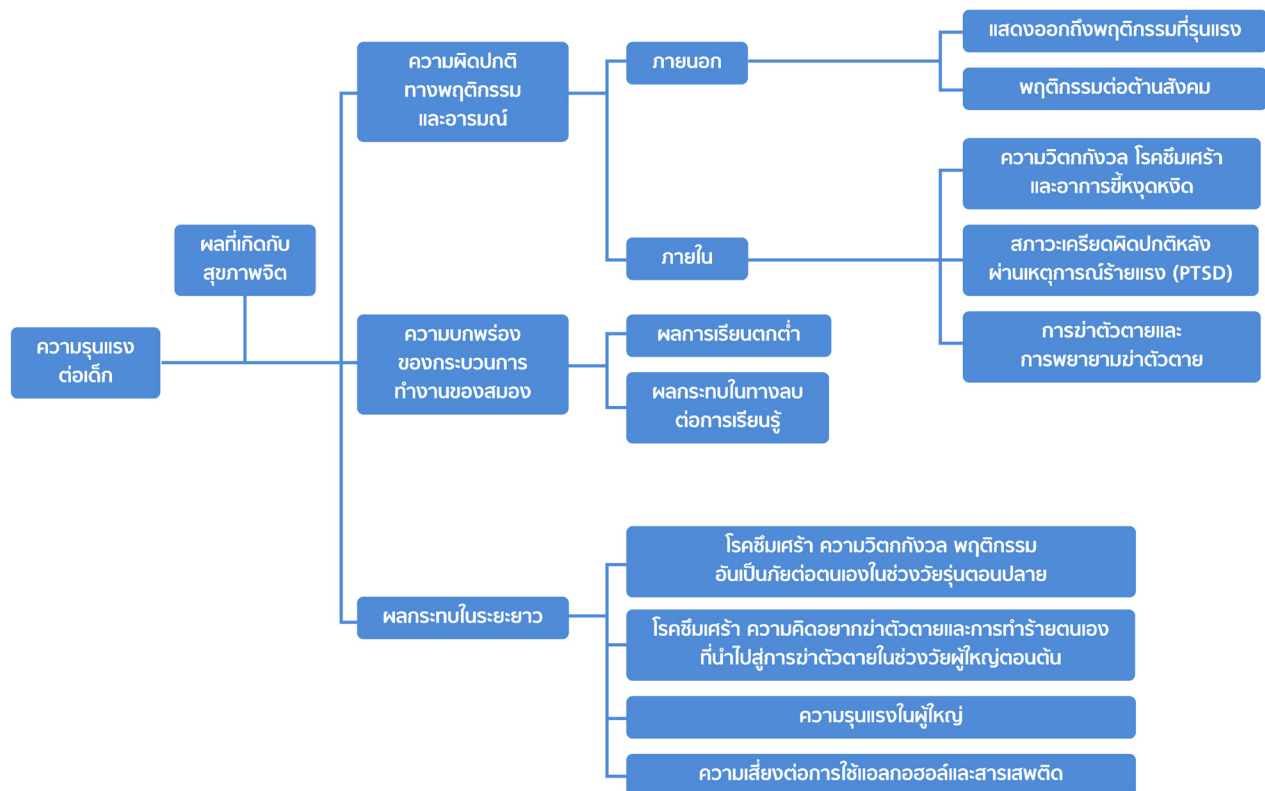 ความรุนแรง
ต่อเด็ก
ผลที่เกิดกับ
สุขภาพจิต
ความผิดปกติ
ทางพฤติกรรม
และอารมณ์
ภายนอก
แสดงออกถึงพฤติกรรมที่รุนแรง
พฤติกรรมต่อต้านสังคม
ภายใน
ความวิตกกังวล โรคซึมเศร้า
และอาการขี้หงุดหงิด
สภาวะเครียดผิดปกติหลัง
ผ่านเหตุการณ์ร้ายแรง (PTSD)
การฆ่าตัวตายและ
การพยายามฆ่าตัวตาย
ความบกพร่อง
ของกระบวนการ
ทำงานของสมอง
ผลการเรียนตกต่ำ
ผลกระทบในทางลบ
ต่อการเรียนรู้
ผลกระทบในระยะยาว
โรคซึมเศร้า ความวิตกกังวล พฤติกรรม
อันเป็นภัยต่อตนเองในช่วงวัยรุ่นตอนปลาย
โรคซึมเศร้า ความคิดอยากฆ่าตัวตายและการทำร้ายตนเอง
ที่นำไปสู่การฆ่าตัวตายในช่วงวัยผู้ใหญ่ตอนต้น
ความรุนแรงในผู้ใหญ่
ความเสี่ยงต่อการใช้แอลกอฮอล์และสารเสพติด